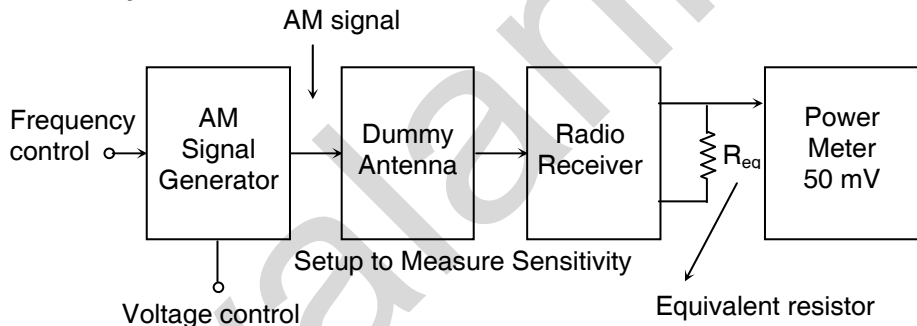 AM signal
Frequency control
AM Signal Generator
Dummy Antenna
Radio Receiver
Req
Power Meter 50 mV
Setup to Measure Sensitivity
Voltage control
Equivalent resistor